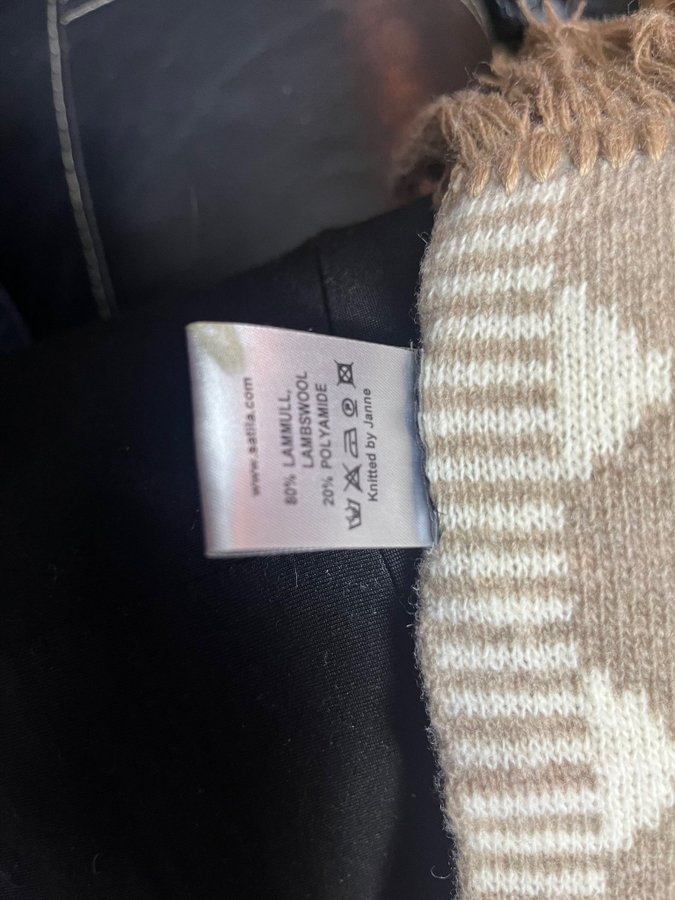 www.satila.com
80% LAMMULL,
LAMBSWOOL
20% POLYAMIDE
Knitted by Janne